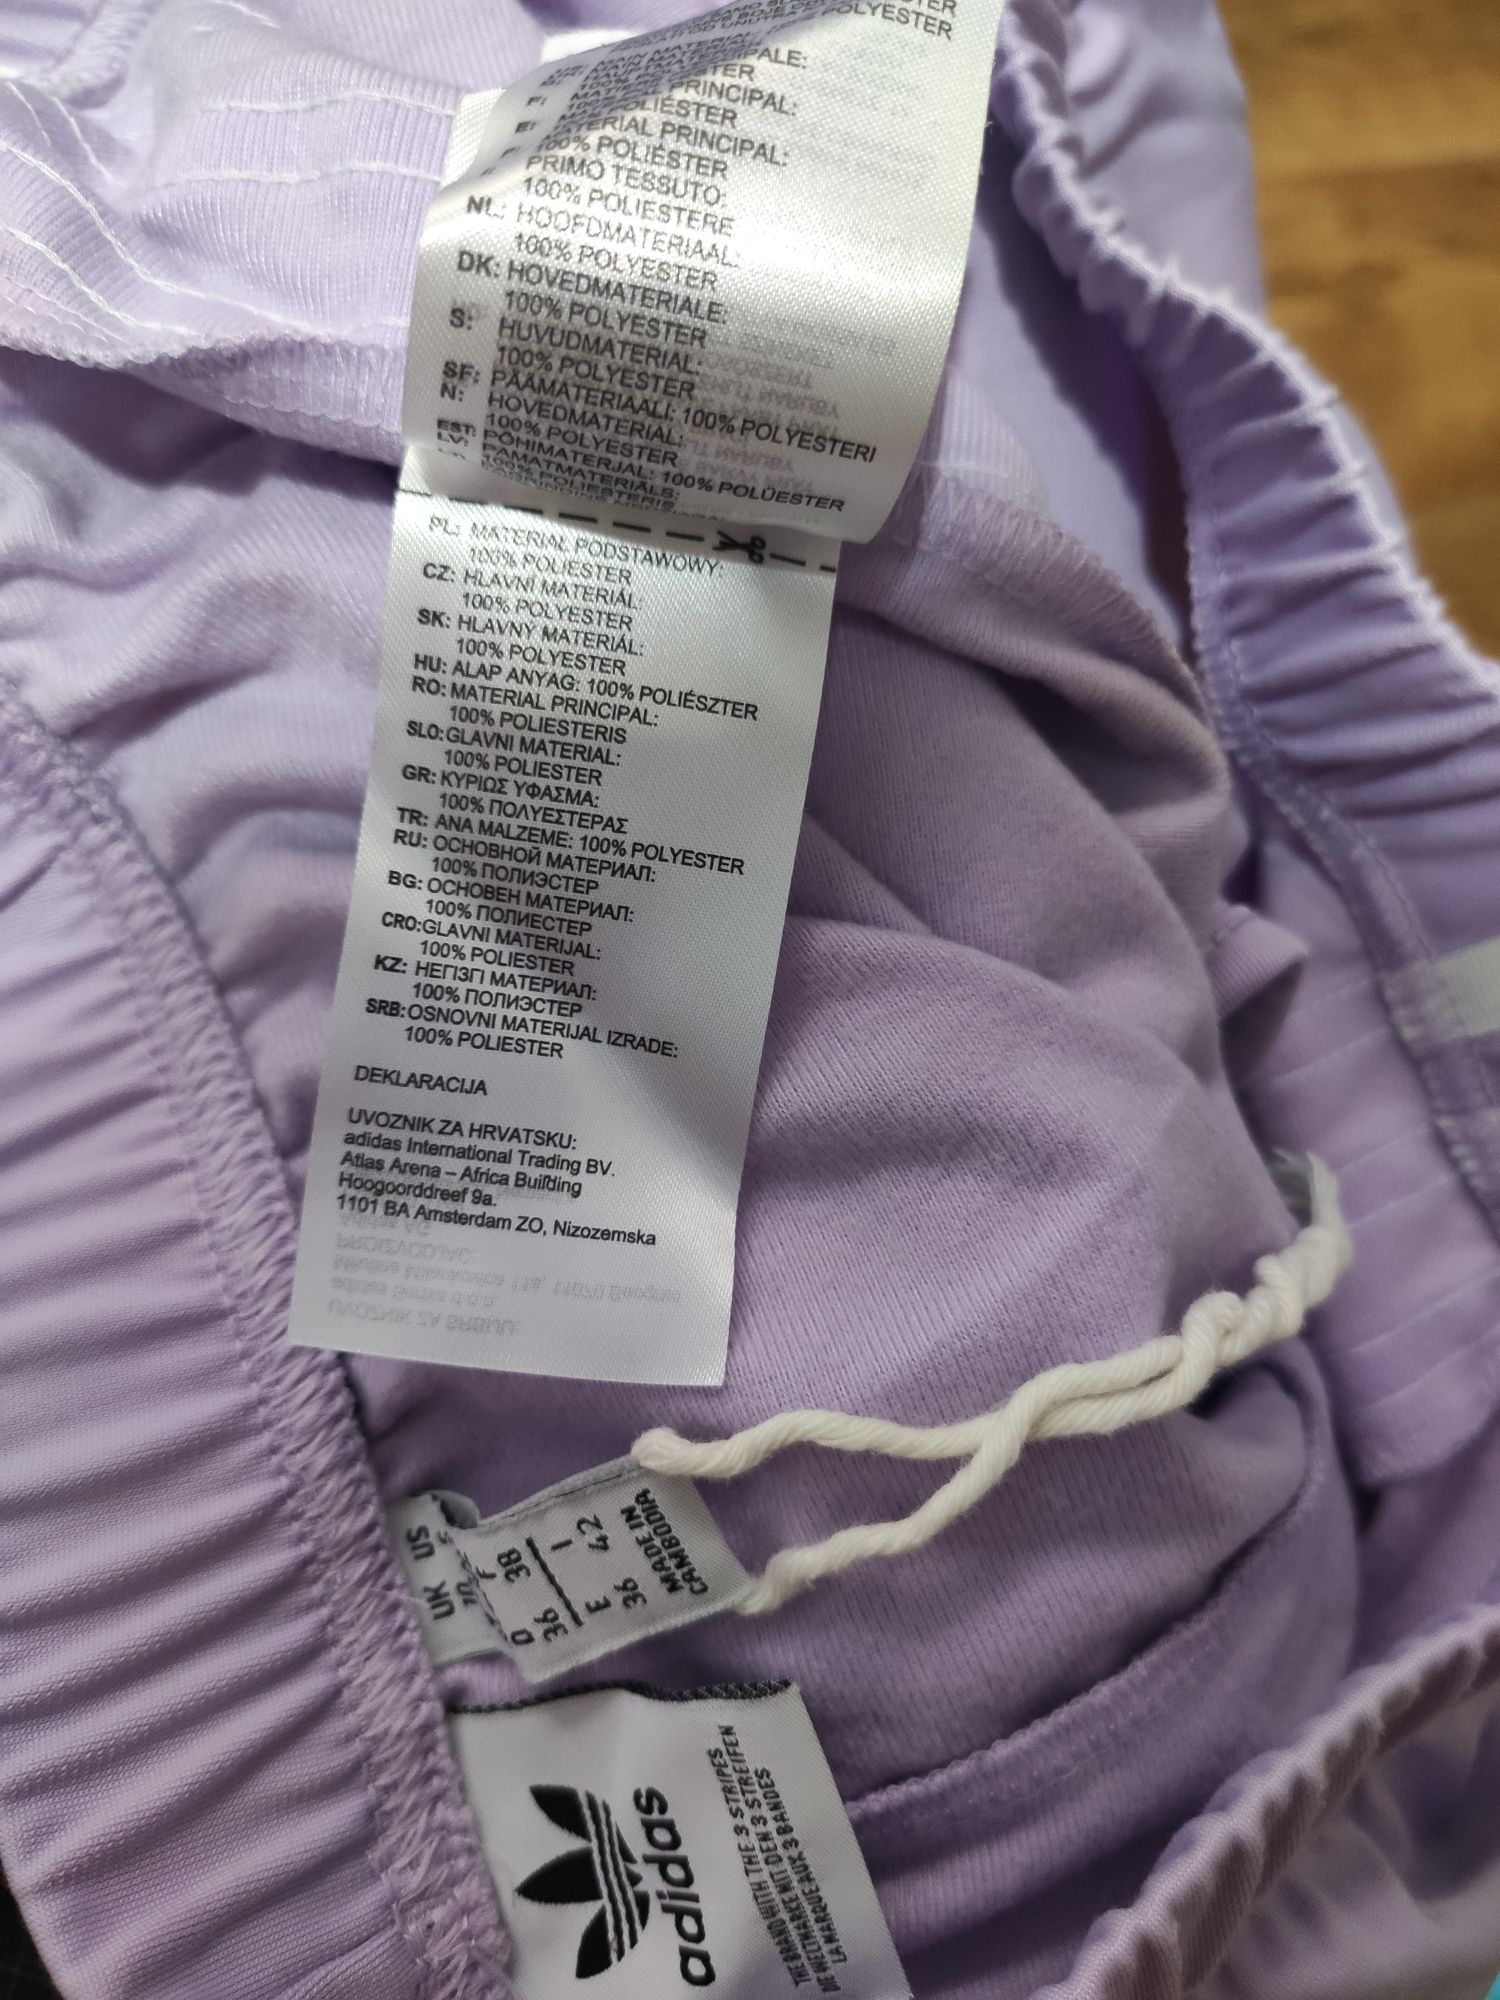 POLYESTER
MAIN MATERIAL:
100% POLYESTER
MATERIAL PRINCIPAL:
100% POLIÉSTER
PRIMO TESSUTO:
100% POLIESTERE
NL: HOOFDMATERIAAL:
100% POLYESTER
DK: HOVEDMATERIALE:
100% POLYESTER
S: HUVUDMATERIAL:
100% POLYESTER
SF: PÄÄMATERIAALI: 100% POLYESTERI
N: HOVEDMATERIAL:
100% POLYESTER
EST: PÕHIMATERJAL: 100% POLÜESTER
LV: PAMATMATERIĀLS:
100% POLIESTERIS
PL: MATERIAŁ PODSTAWOWY:
100% POLIESTER
CZ: HLAVNÍ MATERIÁL:
100% POLYESTER
SK: HLAVNÝ MATERIÁL:
100% POLYESTER
HU: ALAP ANYAG: 100% POLIÉSZTER
RO: MATERIAL PRINCIPAL:
100% POLIESTERIS
SLO: GLAVNI MATERIAL:
100% POLIESTER
GR: ΚΥΡΙΩΣ ΥΦΑΣΜΑ:
100% ΠΟΛΥΕΣΤΕΡΑΣ
TR: ANA MALZEME: 100% POLYESTER
RU: ОСНОВНОЙ МАТЕРИАЛ:
100% ПОЛИЭСТЕР
BG: ОСНОВЕН МАТЕРИАЛ:
100% ПОЛИЕСТЕР
CRO: GLAVNI MATERIJAL:
100% POLIESTER
KZ: НЕГІЗГІ МАТЕРИАЛ:
100% ПОЛИЭСТЕР
SRB: OSNOVNI MATERIJAL IZRADE:
100% POLIESTER
DEKLARACIJA
UVOZNIK ZA HRVATSKU:
adidas International Trading BV.
Atlas Arena – Africa Building
Hoogoorddreef 9a.
1101 BA Amsterdam ZO, Nizozemska
UK US
D F
36 38
E I
36 42
MADE IN
CAMBODIA
adidas
THE BRAND WITH THE 3 STRIPES
DIE WELTMARKE MIT DEN 3 STREIFEN
LA MARQUE AUX 3 BANDES